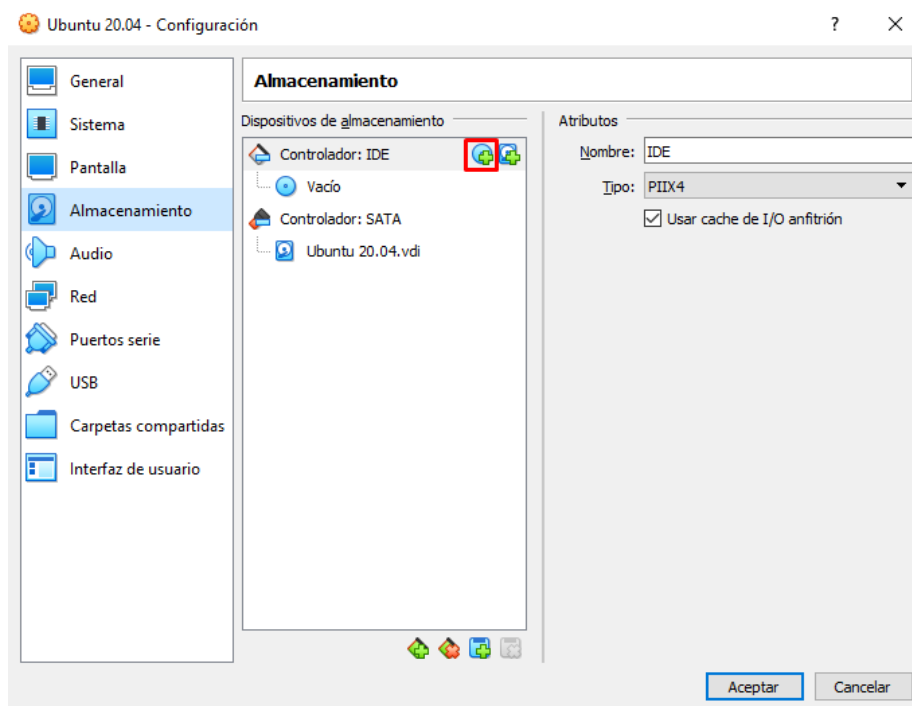 Ubuntu 20.04 - Configuración
General
Sistema
Pantalla
Almacenamiento
Audio
Red
Puertos serie
USB
Carpetas compartidas
Interfaz de usuario
Almacenamiento
Dispositivos de almacenamiento
Controlador: IDE
Vacío
Controlador: SATA
Ubuntu 20.04.vdi
Atributos
Nombre: IDE
Tipo: PIIX4
Usar cache de I/O anfitrión
Aceptar
Cancelar